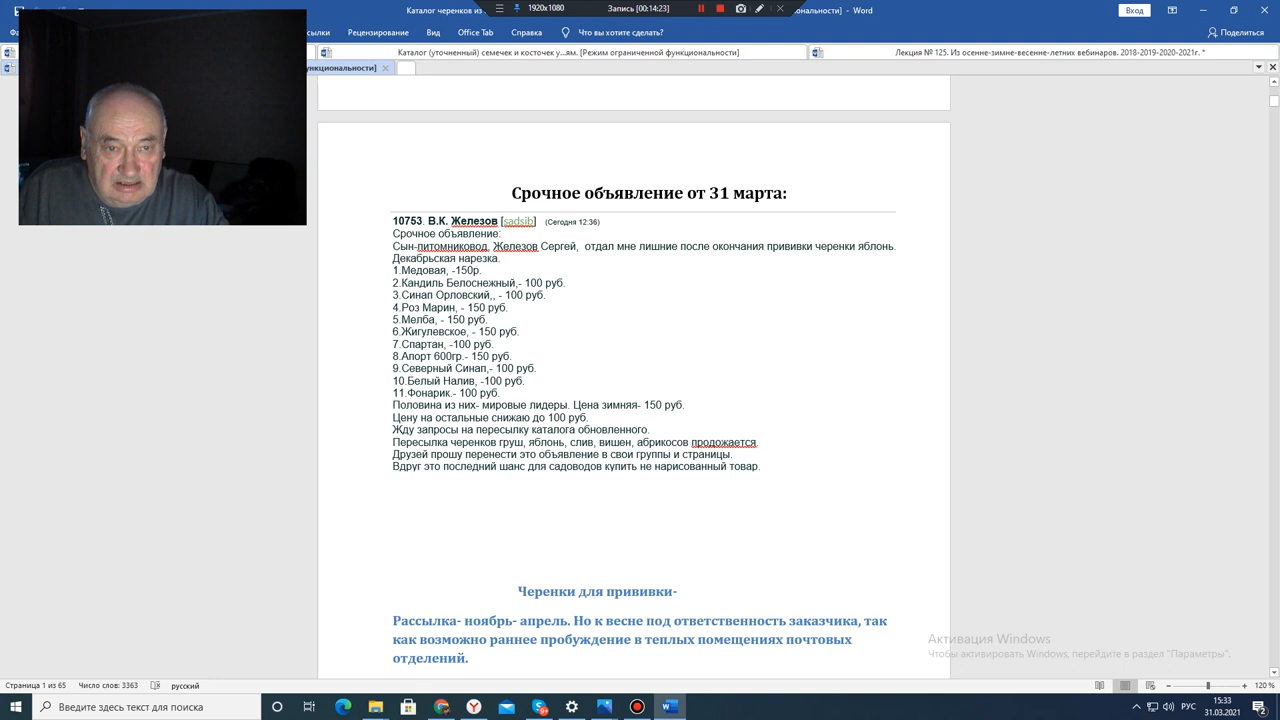 Каталог черенков из
1920x1080
[00:14:23]
нальности] - Word
Вход
сылки
Рецензирование
Вид
Office Tab
Справка
Что вы хотите сделать?
Поделиться
Каталог (уточненный) семечек и косточек у...ям. [Режим ограниченной функциональности]
Лекция № 125. Из осенне-зимне-весенне-летних вебинаров. 2018-2019-2020-2021г. *
ункциональности]
Срочное объявление от 31 марта:
10753. В.К. Железов [sadsib] (Сегодня 12:36)
Срочное объявление:
Сын-питомниковод, Железов Сергей, отдал мне лишние после окончания прививки черенки яблонь.
Декабрьская нарезка.
1.Медовая, -150р.
2.Кандиль Белоснежный,- 100 руб.
3.Синап Орловский,, - 100 руб.
4.Роз Марин, - 150 руб.
5.Мелба, - 150 руб.
6.Жигулевское, - 150 руб.
7.Спартан, -100 руб.
8.Апорт 600гр.- 150 руб.
9.Северный Синап,- 100 руб.
10.Белый Налив, -100 руб.
11.Фонарик.- 100 руб.
Половина из них- мировые лидеры. Цена зимняя- 150 руб.
Цену на остальные снижаю до 100 руб.
Жду запросы на пересылку каталога обновленного.
Пересылка черенков груш, яблонь, слив, вишен, абрикосов продожается.
Друзей прошу перенести это объявление в свои группы и страницы.
Вдруг это последний шанс для садоводов купить не нарисованный товар.
Черенки для прививки-
Рассылка- ноябрь- апрель. Но к весне под ответственность заказчика, так
как возможно раннее пробуждение в теплых помещениях почтовых
отделений.
Активация Windows
Чтобы активировать Windows, перейдите в раздел "Параметры".
Страница 1 из 65
Число слов: 3363
русский
120 %
Введите здесь текст для поиска
РУС
15:33
31.03.2021